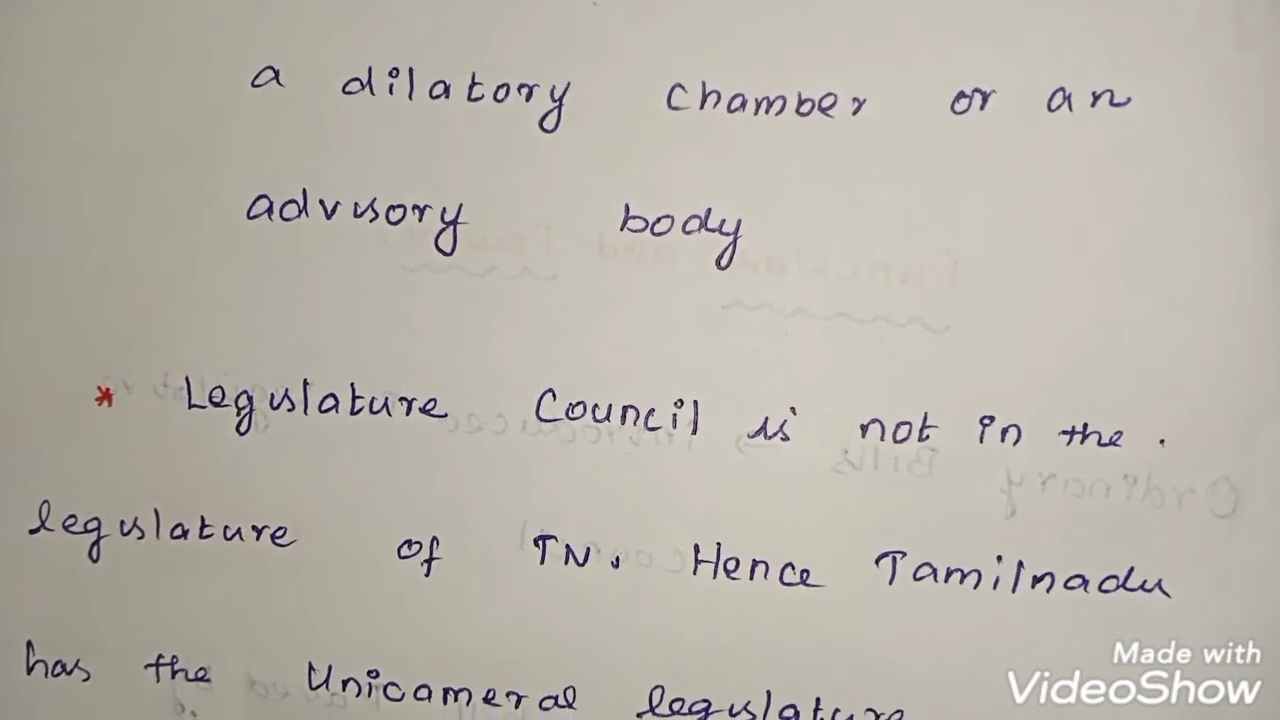 a dilatory chamber or an
advisory body
* Legislature Council is not in the.
legislature of TN. Hence Tamilnadu
has the Unicameral legislature
Made with
VideoShow